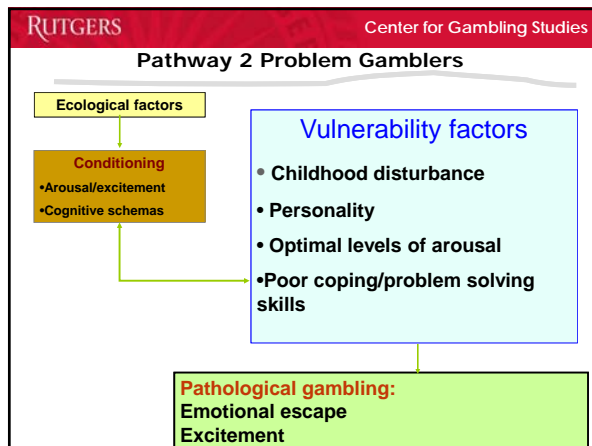 RUTGERS
Center for Gambling Studies
Pathway 2 Problem Gamblers
Ecological factors
Conditioning
•Arousal/excitement
•Cognitive schemas
Vulnerability factors
• Childhood disturbance
• Personality
• Optimal levels of arousal
•Poor coping/problem solving
skills
Pathological gambling:
Emotional escape
Excitement